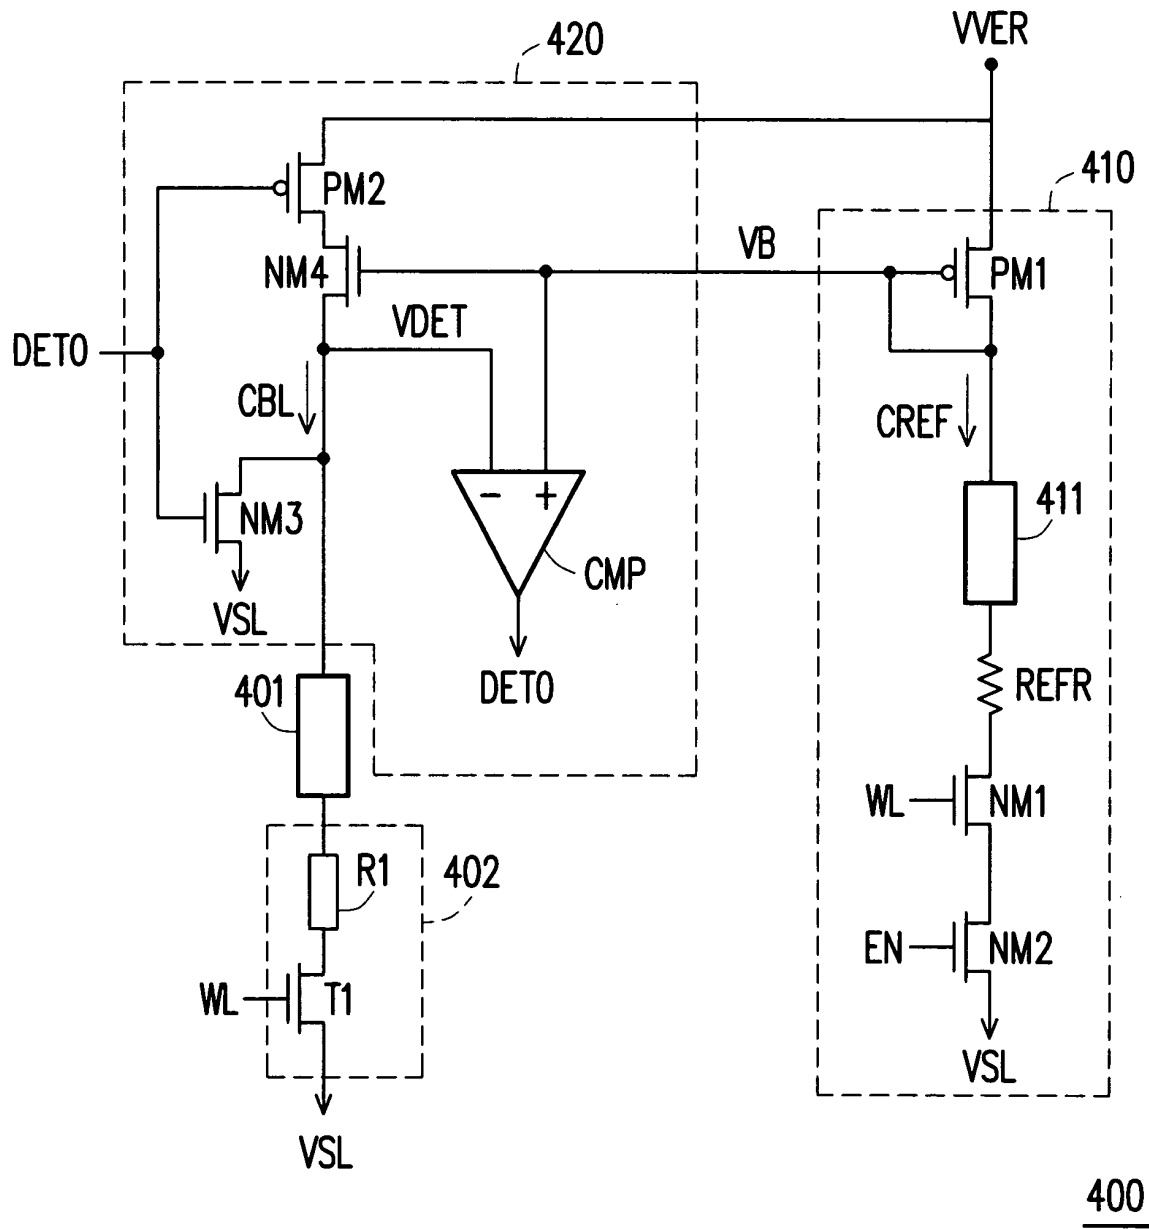 420
VVER
410
PM2
VB
NM4
PM1
VDET
DETO
CBL
CREF
411
- +
NM3
CMP
VSL
401
DETO
REFR
WL
NM1
R1
402
EN
NM2
WL
T1
VSL
VSL
400